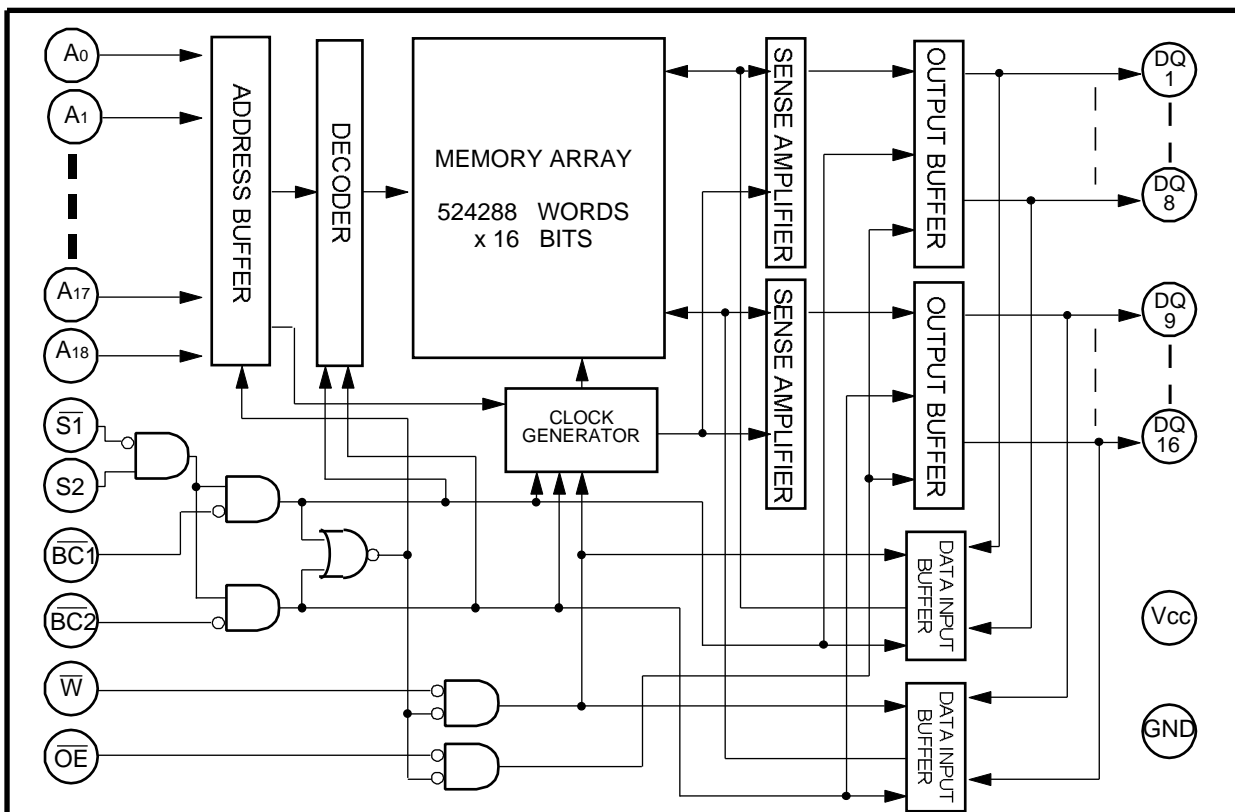 A0
A1
A17
A18
S1
S2
BC1
BC2
W
OE
ADDRESS BUFFER
DECODER
MEMORY ARRAY
524288 WORDS
x 16 BITS
CLOCK
GENERATOR
SENSE AMPLIFIER
SENSE AMPLIFIER
OUTPUT BUFFER
OUTPUT BUFFER
DATA INPUT
BUFFER
DATA INPUT
BUFFER
DQ
1
DQ
8
DQ
9
DQ
16
Vcc
GND